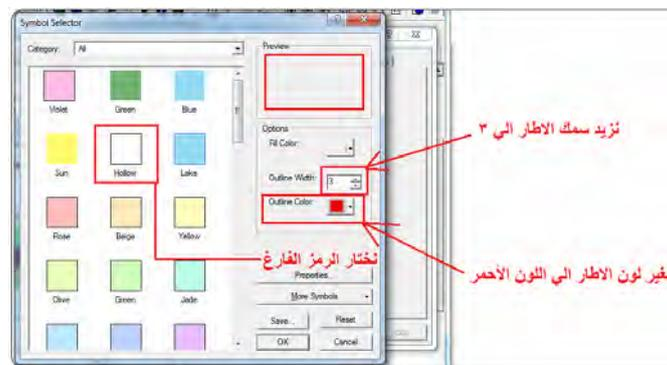 Symbol Selector
Category: All
Preview
Violet Green Blue
Options
Fill Color:
نزيد سمك الاطار الي ٣
Sun Hollow Lake
Outline Width: 3
Outline Color:
Rose Beige Yellow
نختار الرمز الفارغ
نغير لون الاطار الي اللون الأحمر
Properties...
Olive Green Jade
More Symbols
Save... Reset
OK Cancel